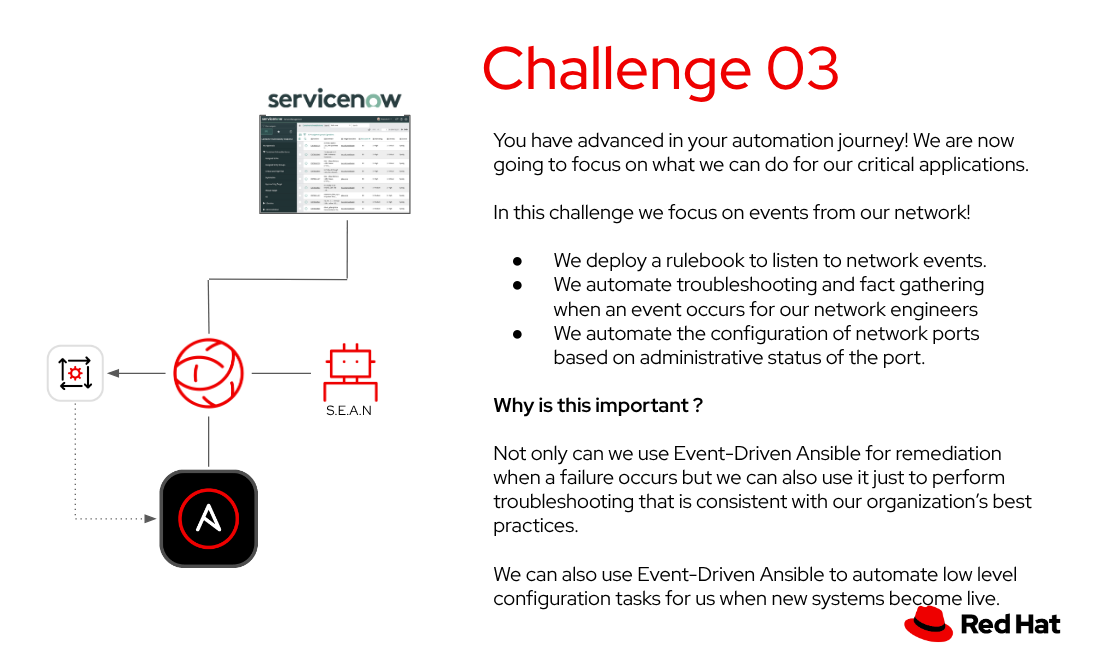 Challenge 03
servicenow
You have advanced in your automation journey! We are now
going to focus on what we can do for our critical applications.
In this challenge we focus on events from our network!
● We deploy a rulebook to listen to network events.
● We automate troubleshooting and fact gathering
when an event occurs for our network engineers
● We automate the configuration of network ports
based on administrative status of the port.
S.E.A.N
Why is this important ?
Not only can we use Event-Driven Ansible for remediation
when a failure occurs but we can also use it just to perform
troubleshooting that is consistent with our organization’s best
practices.
We can also use Event-Driven Ansible to automate low level
configuration tasks for us when new systems become live.
Red Hat